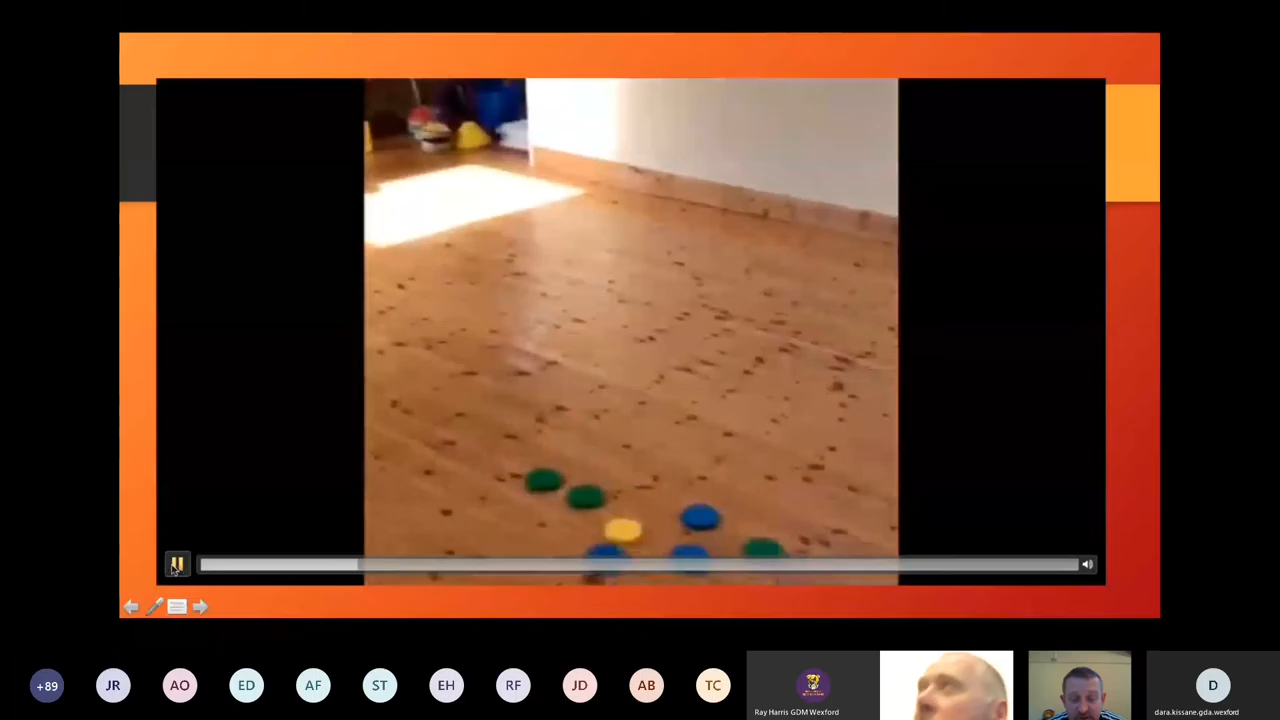 +89
JR
AO
ED
AF
ST
EH
RF
JD
AB
TC
D
Ray Harris GDM Wexford
dara.kissane.gda.wexford